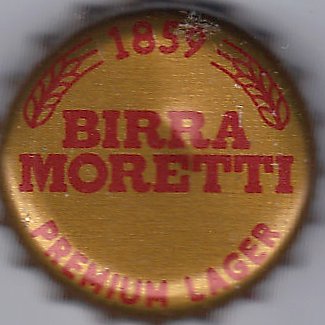 1859
BIRRA
MORETTI
PREMIUM LAGER